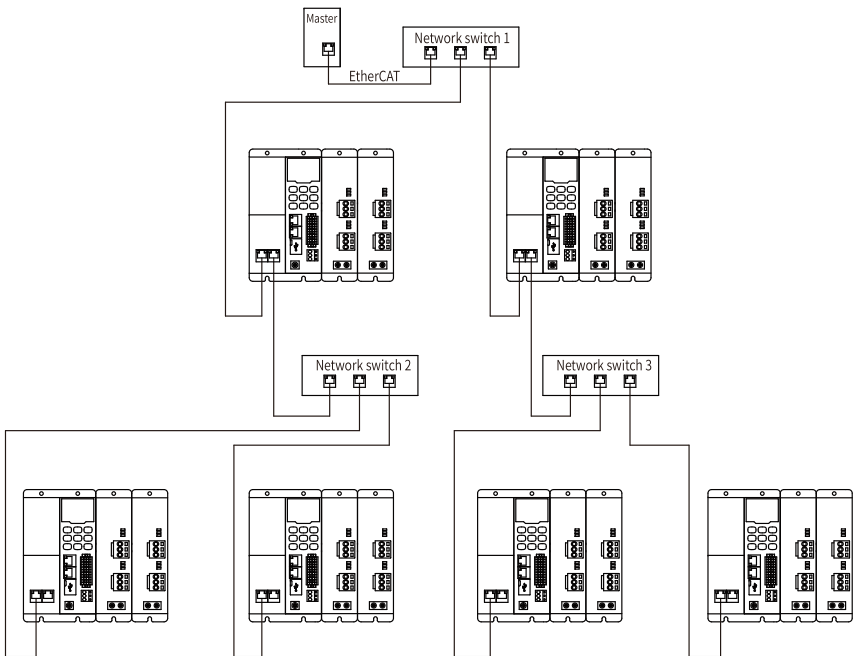 Master
Network switch 1
EtherCAT
Network switch 2
Network switch 3